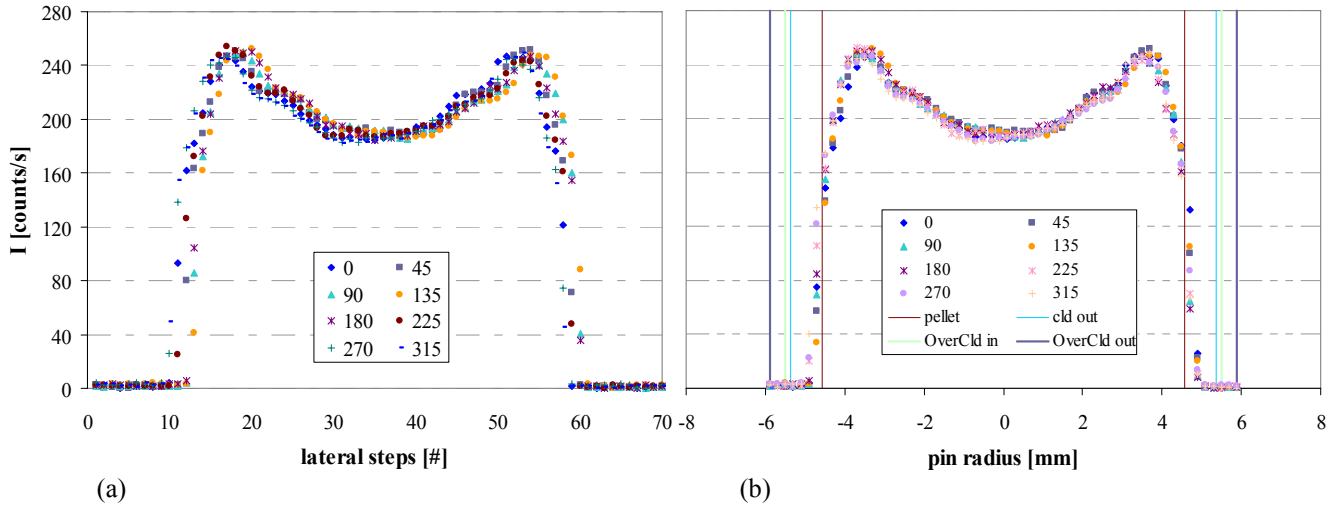 I [counts/s]
280
240
200
160
120
80
40
0
0 10 20 30 40 50 60 70
lateral steps [#]
0 45
90 135
180 225
270 315
(a)
-8 -6 -4 -2 0 2 4 6 8
pin radius [mm]
0 45
90 135
180 225
270 315
pellet cld out
OverCld in OverCld out
(b)